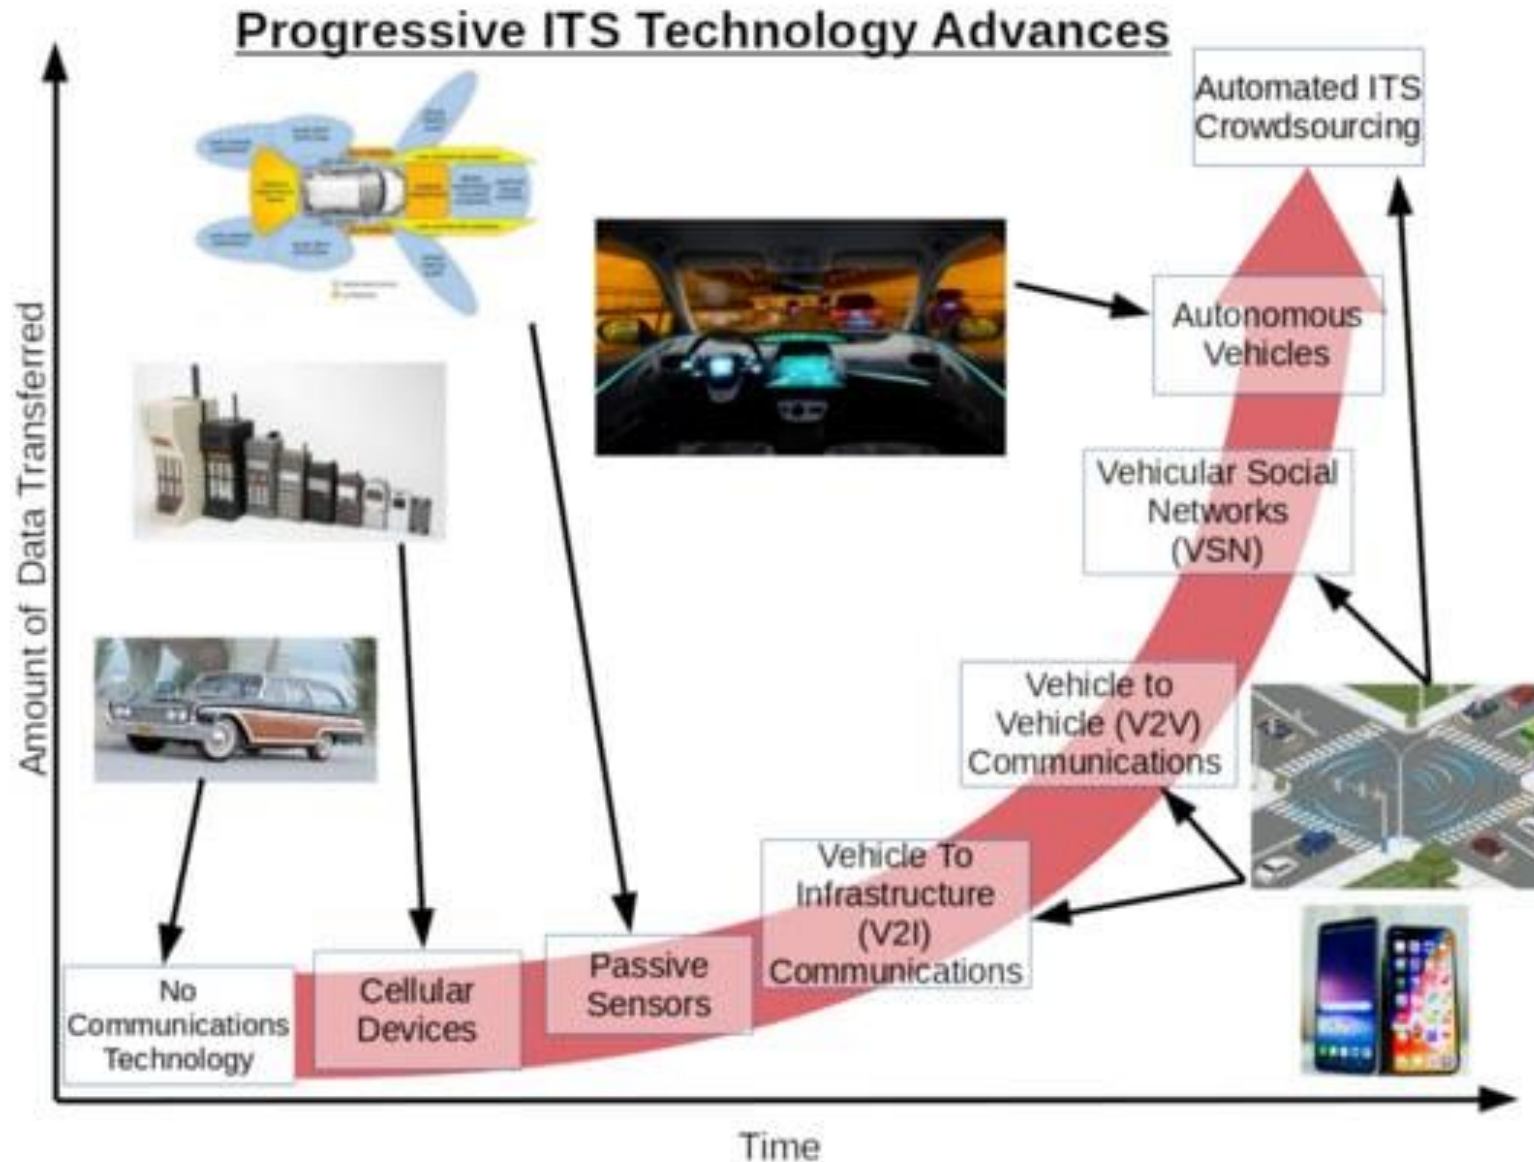 Progressive ITS Technology Advances
Automated ITS
Crowdsourcing
Autonomous
Vehicles
Vehicular Social
Networks
(VSN)
Vehicle to
Vehicle (V2V)
Communications
Vehicle To
Infrastructure
(V2I)
Communications
Passive
Sensors
Cellular
Devices
No
Communications
Technology
Amount of Data Transferred
Time